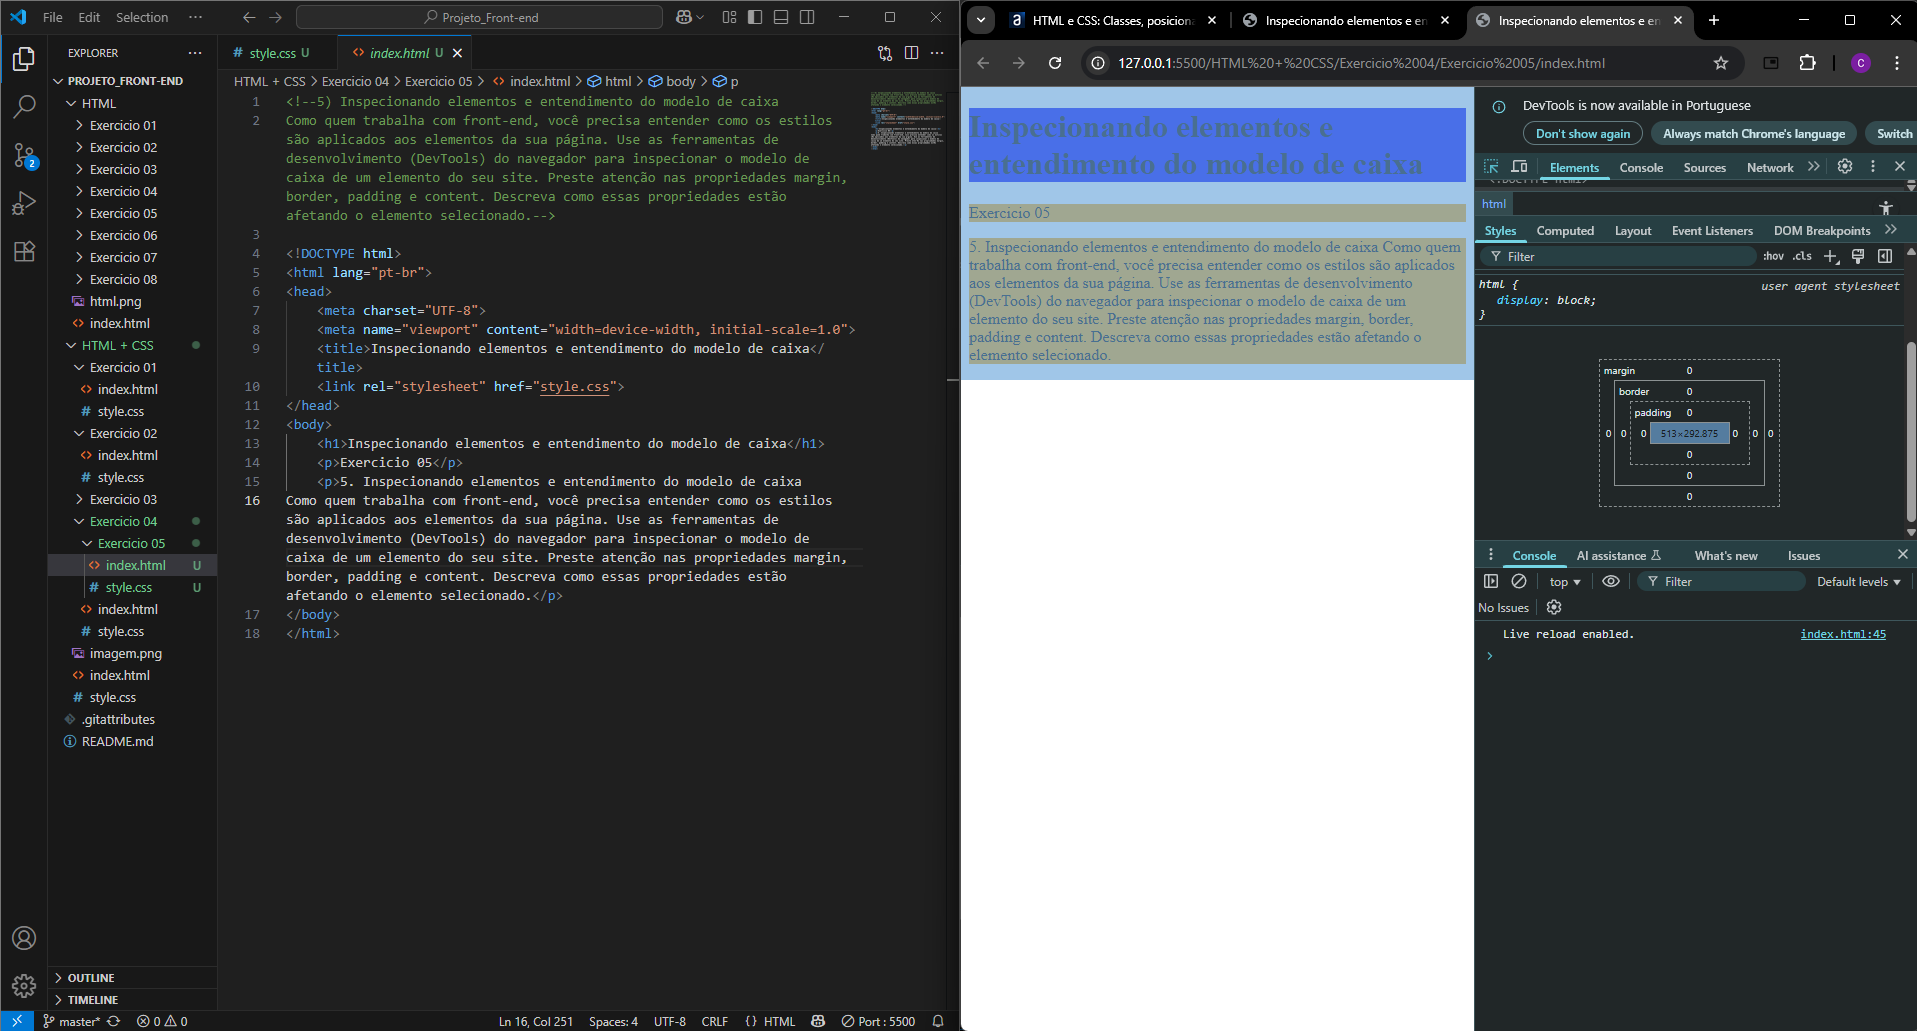 File Edit Selection ···
Projeto_Front-end
EXPLORER ···
PROJETO_FRONT-END
HTML
Exercicio 01
Exercicio 02
Exercicio 03
Exercicio 04
Exercicio 05
Exercicio 06
Exercicio 07
Exercicio 08
html.png
index.html
HTML + CSS
Exercicio 01
index.html
# style.css
Exercicio 02
index.html
# style.css
Exercicio 03
Exercicio 04
Exercicio 05
index.html U
# style.css U
index.html
# style.css
imagem.png
index.html
# style.css
.gitattributes
README.md
2
OUTLINE
TIMELINE
# style.css U
index.html U
HTML + CSS > Exercicio 04 > Exercicio 05 > index.html > html > body > p
1 <!--5) Inspecionando elementos e entendimento do modelo de caixa
2 Como quem trabalha com front-end, você precisa entender como os estilos
são aplicados aos elementos da sua página. Use as ferramentas de
desenvolvimento (DevTools) do navegador para inspecionar o modelo de
caixa de um elemento do seu site. Preste atenção nas propriedades margin,
border, padding e content. Descreva como essas propriedades estão
afetando o elemento selecionado.-->
3
4 <!DOCTYPE html>
5 <html lang="pt-br">
6 <head>
7 <meta charset="UTF-8">
8 <meta name="viewport" content="width=device-width, initial-scale=1.0">
9 <title>Inspecionando elementos e entendimento do modelo de caixa</
title>
10 <link rel="stylesheet" href="style.css">
11 </head>
12 <body>
13 <h1>Inspecionando elementos e entendimento do modelo de caixa</h1>
14 <p>Exercicio 05</p>
15 <p>5. Inspecionando elementos e entendimento do modelo de caixa
16 Como quem trabalha com front-end, você precisa entender como os estilos
são aplicados aos elementos da sua página. Use as ferramentas de
desenvolvimento (DevTools) do navegador para inspecionar o modelo de
caixa de um elemento do seu site. Preste atenção nas propriedades margin,
border, padding e content. Descreva como essas propriedades estão
afetando o elemento selecionado.</p>
17 </body>
18 </html>
master* 0 0
Ln 16, Col 251 Spaces: 4 UTF-8 CRLF {} HTML Port : 5500
a HTML e CSS: Classes, posiciona
Inspecionando elementos e en
Inspecionando elementos e en
127.0.0.1:5500/HTML%20+%20CSS/Exercicio%2004/Exercicio%2005/index.html
C
Inspecionando elementos e
entendimento do modelo de caixa
Exercicio 05
5. Inspecionando elementos e entendimento do modelo de caixa Como quem
trabalha com front-end, você precisa entender como os estilos são aplicados
aos elementos da sua página. Use as ferramentas de desenvolvimento
(DevTools) do navegador para inspecionar o modelo de caixa de um
elemento do seu site. Preste atenção nas propriedades margin, border,
padding e content. Descreva como essas propriedades estão afetando o
elemento selecionado.
DevTools is now available in Portuguese
Don't show again Always match Chrome's language Switch
Elements Console Sources Network
html
Styles Computed Layout Event Listeners DOM Breakpoints
Filter :hov .cls
html { user agent stylesheet
display: block;
}
margin 0
border 0
padding 0
0 0 0 513×292.875 0 0 0
0
0
0
Console AI assistance What's new Issues
top Filter Default levels
No Issues
Live reload enabled. index.html:45